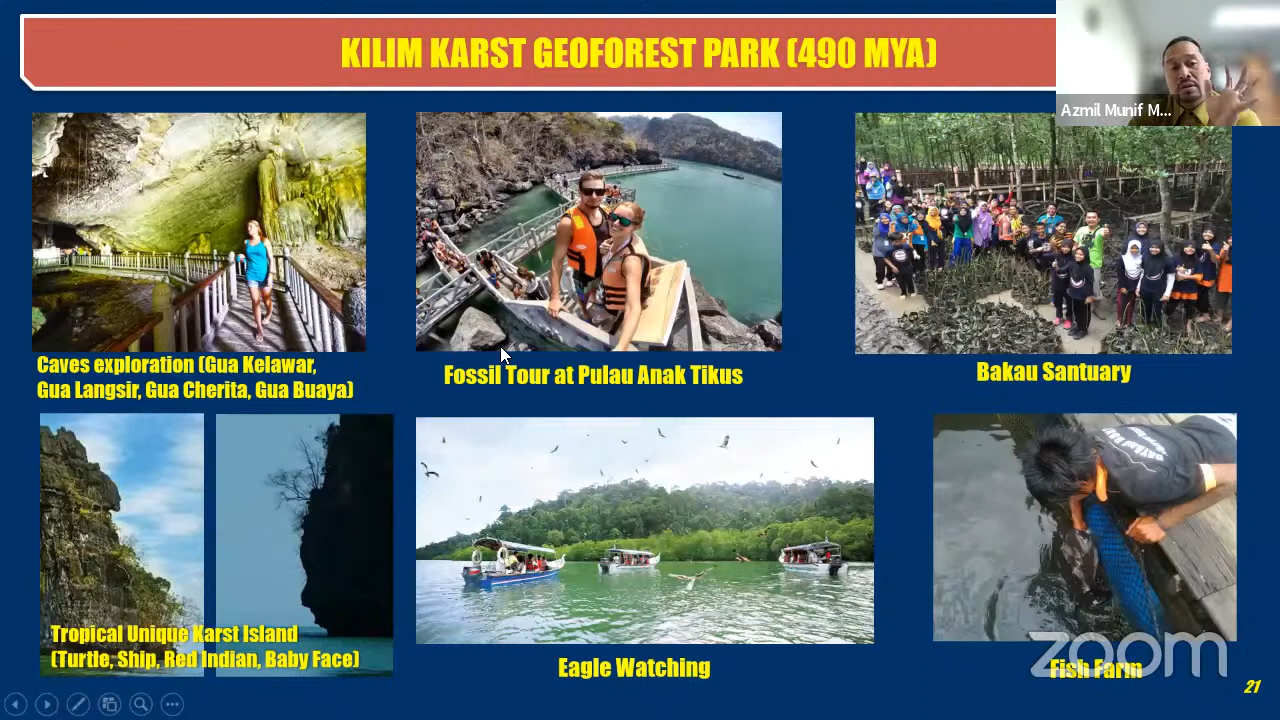 KILIM KARST GEOFOREST PARK (490 MYA)
Azmil Munif M...
Caves exploration (Gua Kelawar,
Gua Langsir, Gua Cherita, Gua Buaya)
Fossil Tour at Pulau Anak Tikus
Bakau Santuary
Tropical Unique Karst Island
(Turtle, Ship, Red Indian, Baby Face)
Eagle Watching
Fish Farm
zoom
21